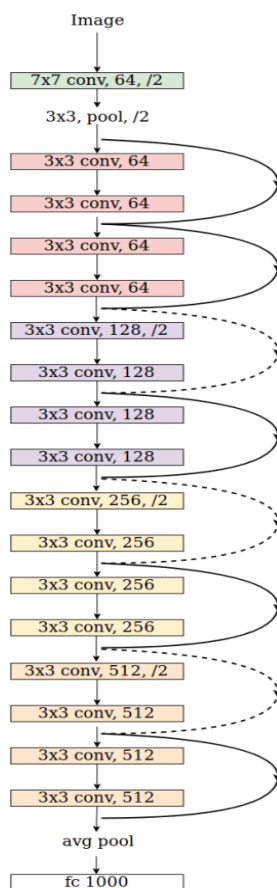 Image
7x7 conv, 64, /2
3x3, pool, /2
3x3 conv, 64
3x3 conv, 64
3x3 conv, 64
3x3 conv, 64
3x3 conv, 128, /2
3x3 conv, 128
3x3 conv, 128
3x3 conv, 128
3x3 conv, 256, /2
3x3 conv, 256
3x3 conv, 256
3x3 conv, 256
3x3 conv, 512, /2
3x3 conv, 512
3x3 conv, 512
3x3 conv, 512
avg pool
fc 1000